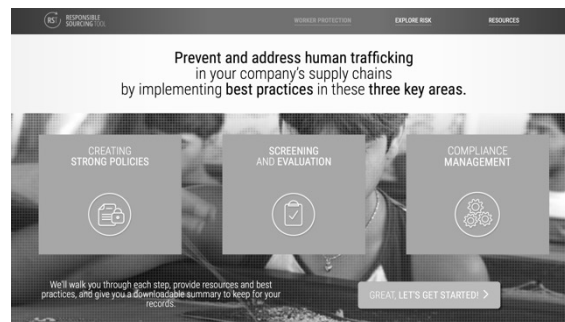 RST
RESPONSIBLE
SOURCING TOOL
WORKER PROTECTION
EXPLORE RISK
RESOURCES
Prevent and address human trafficking
in your company's supply chains
by implementing best practices in these three key areas.
CREATING
STRONG POLICIES
SCREENING
AND EVALUATION
COMPLIANCE
MANAGEMENT
We'll walk you through each step, provide resources and best
practices, and give you a downloadable summary to keep for your
records.
GREAT, LET'S GET STARTED! >